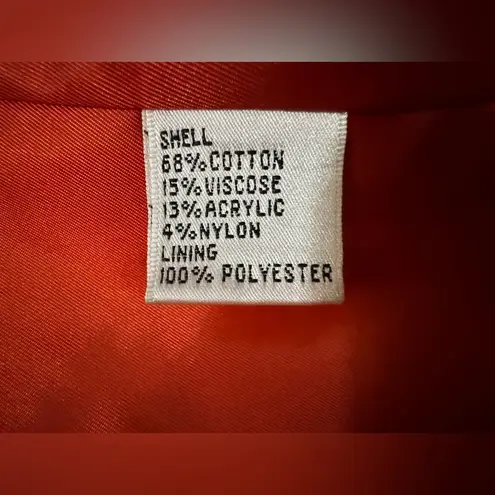 SHELL
68%COTTON
15%VISCOSE
13%ACRYLIC
4%NYLON
LINING
100% POLYESTER